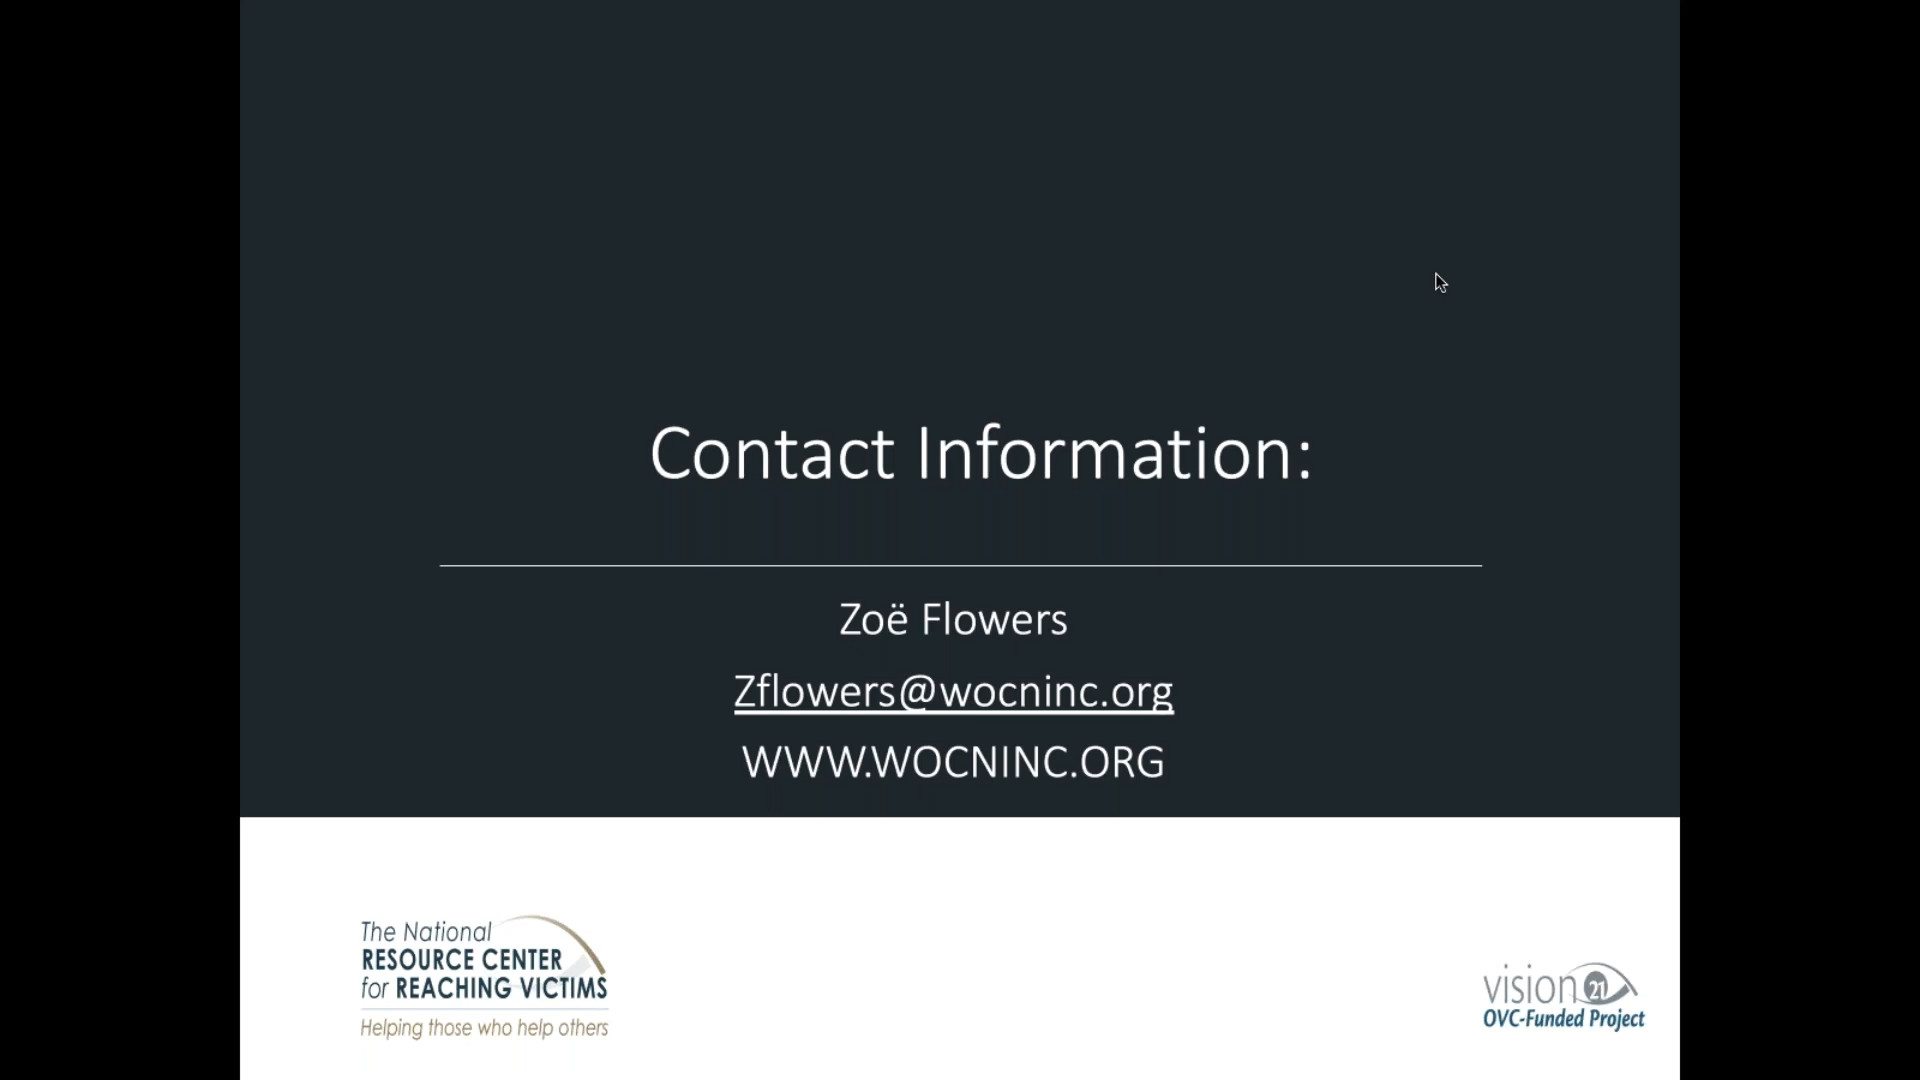 Contact Information:
Zoë Flowers
Zflowers@wocninc.org
WWW.WOCNINC.ORG
The National
RESOURCE CENTER
for REACHING VICTIMS
Helping those who help others
vision 21
OVC-Funded Project